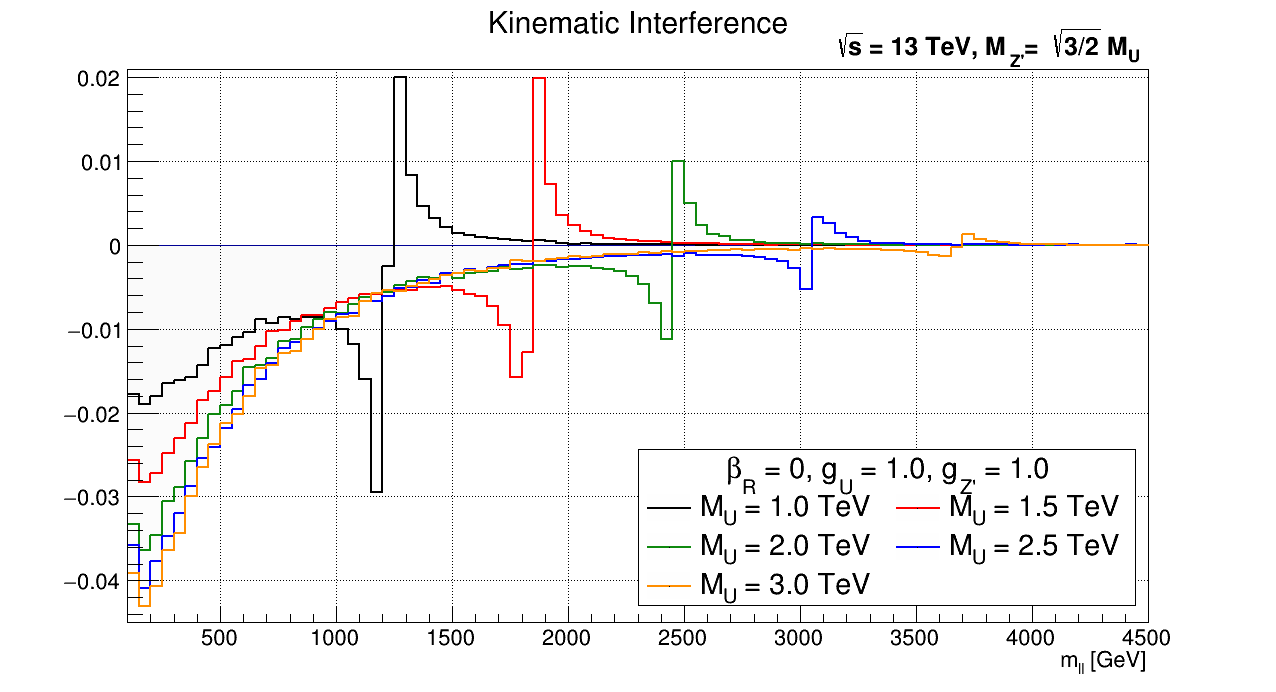 Kinematic Interference
√s = 13 TeV, M_Z'= √3/2 M_U
0.02
0.01
0
−0.01
−0.02
−0.03
−0.04
β_R = 0, g_U = 1.0, g_Z' = 1.0
M_U = 1.0 TeV M_U = 1.5 TeV
M_U = 2.0 TeV M_U = 2.5 TeV
M_U = 3.0 TeV
500 1000 1500 2000 2500 3000 3500 4000 4500
m_ll [GeV]